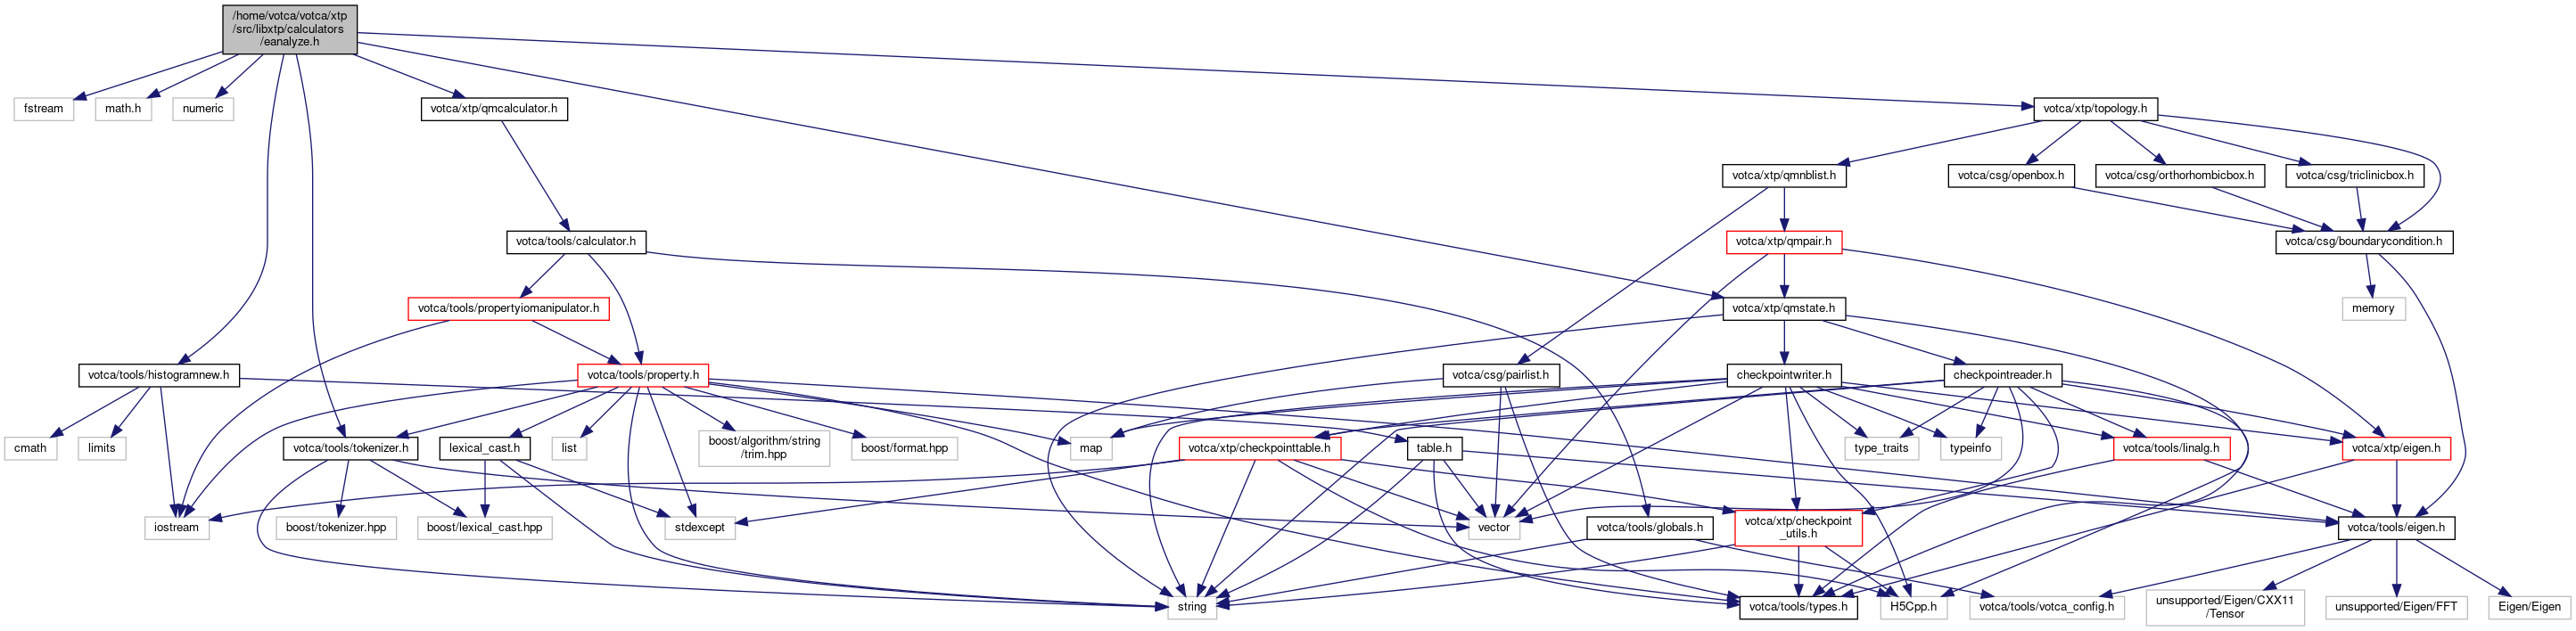 /home/votca/votca/xtp
/src/libxtp/calculators
/eanalyze.h
fstream
math.h
numeric
votca/xtp/qmcalculator.h
votca/xtp/topology.h
votca/xtp/qmnblist.h
votca/csg/openbox.h
votca/csg/orthorhombicbox.h
votca/csg/triclinicbox.h
votca/tools/calculator.h
votca/xtp/qmpair.h
votca/csg/boundarycondition.h
votca/tools/propertyiomanipulator.h
votca/xtp/qmstate.h
memory
votca/tools/histogramnew.h
votca/tools/property.h
votca/csg/pairlist.h
checkpointwriter.h
checkpointreader.h
cmath
limits
votca/tools/tokenizer.h
lexical_cast.h
list
boost/algorithm/string
/trim.hpp
boost/format.hpp
map
votca/xtp/checkpointtable.h
table.h
type_traits
typeinfo
votca/tools/linalg.h
votca/xtp/eigen.h
iostream
boost/tokenizer.hpp
boost/lexical_cast.hpp
stdexcept
vector
votca/tools/globals.h
votca/xtp/checkpoint
_utils.h
votca/tools/eigen.h
string
votca/tools/types.h
H5Cpp.h
votca/tools/votca_config.h
unsupported/Eigen/CXX11
/Tensor
unsupported/Eigen/FFT
Eigen/Eigen